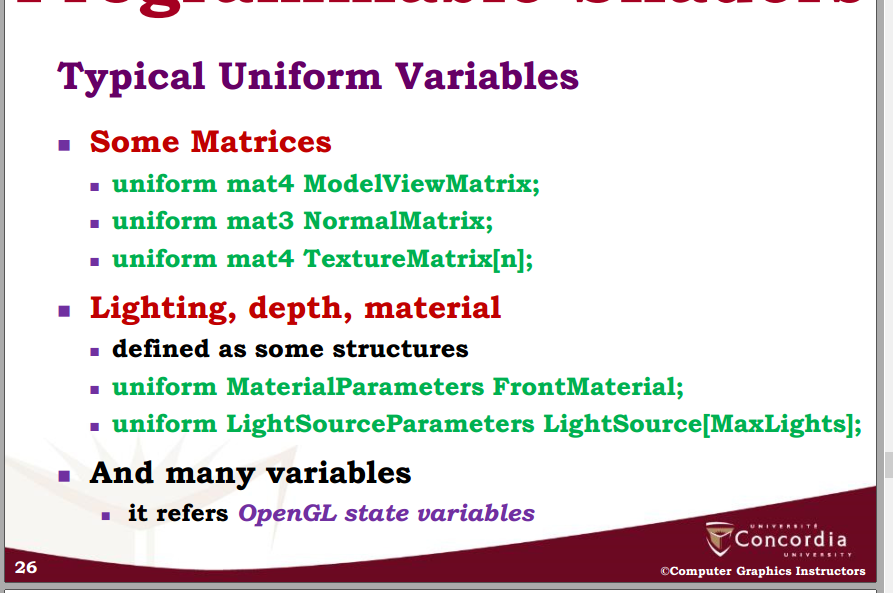 Programmable Shaders
Typical Uniform Variables
Some Matrices
uniform mat4 ModelViewMatrix;
uniform mat3 NormalMatrix;
uniform mat4 TextureMatrix[n];
Lighting, depth, material
defined as some structures
uniform MaterialParameters FrontMaterial;
uniform LightSourceParameters LightSource[MaxLights];
And many variables
it refers OpenGL state variables
UNIVERSITÉ
Concordia
UNIVERSITY
26
©Computer Graphics Instructors